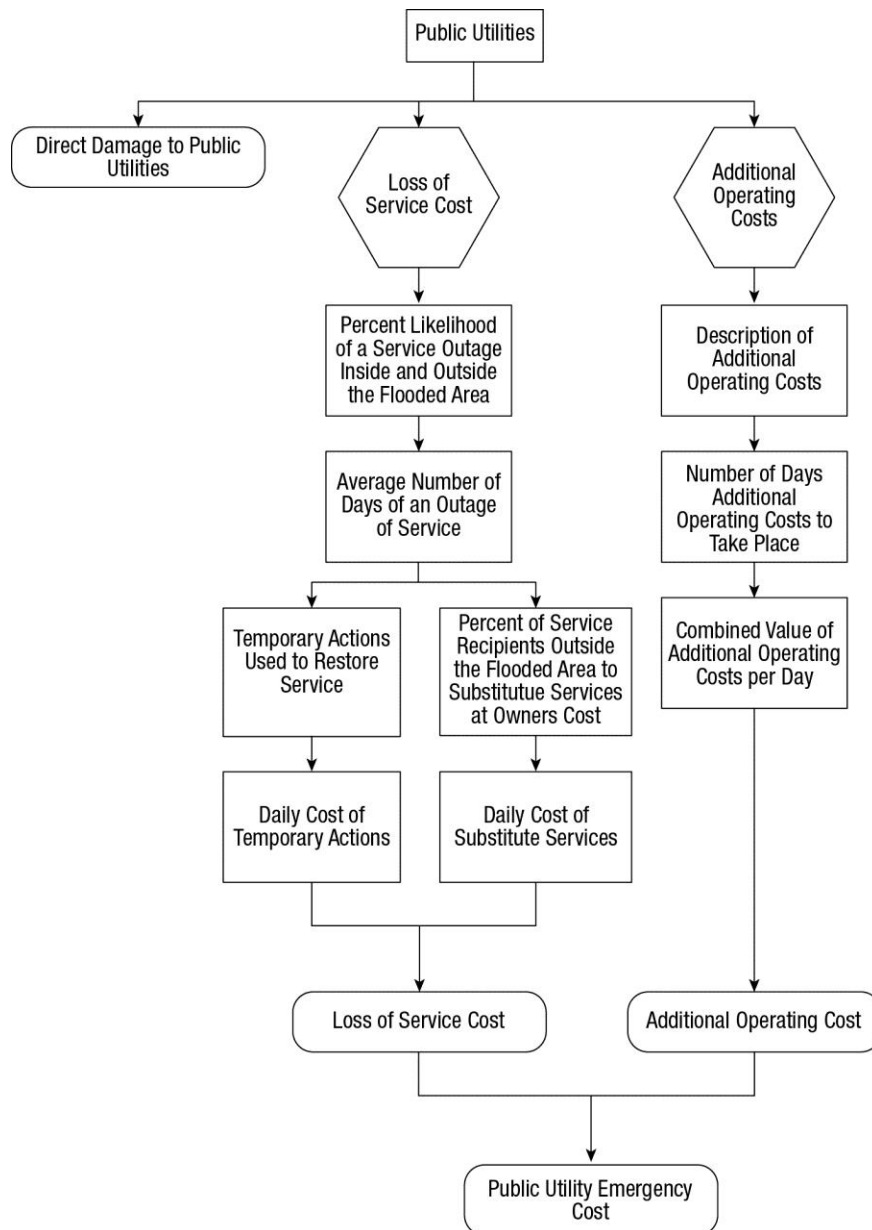 Public Utilities
Direct Damage to Public
Utilities
Loss of
Service Cost
Additional
Operating
Costs
Percent Likelihood
of a Service Outage
Inside and Outside
the Flooded Area
Description of
Additional
Operating Costs
Average Number of
Days of an Outage
of Service
Number of Days
Additional
Operating Costs to
Take Place
Temporary Actions
Used to Restore
Service
Percent of Service
Recipients Outside
the Flooded Area to
Substitutue Services
at Owners Cost
Combined Value of
Additional Operating
Costs per Day
Daily Cost of
Temporary Actions
Daily Cost of
Substitute Services
Loss of Service Cost
Additional Operating Cost
Public Utility Emergency
Cost